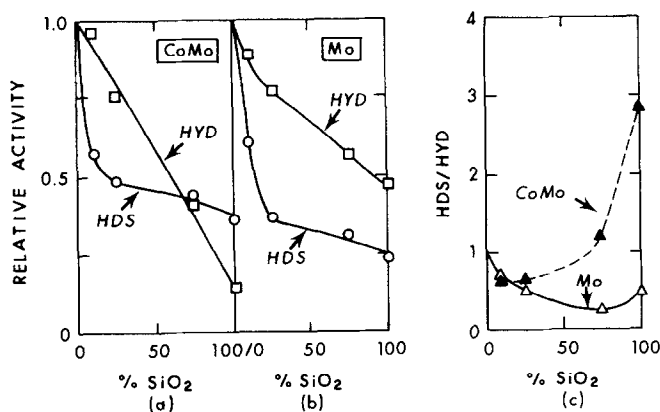 RELATIVE ACTIVITY
1.0
0.5
0
CoMo
HYD
HDS
0 50 100/0 50 100
% SiO2
(a)
Mo
HYD
HDS
% SiO2
(b)
HDS/HYD
4
3
2
1
0
CoMo
Mo
0 50 100
% SiO2
(c)